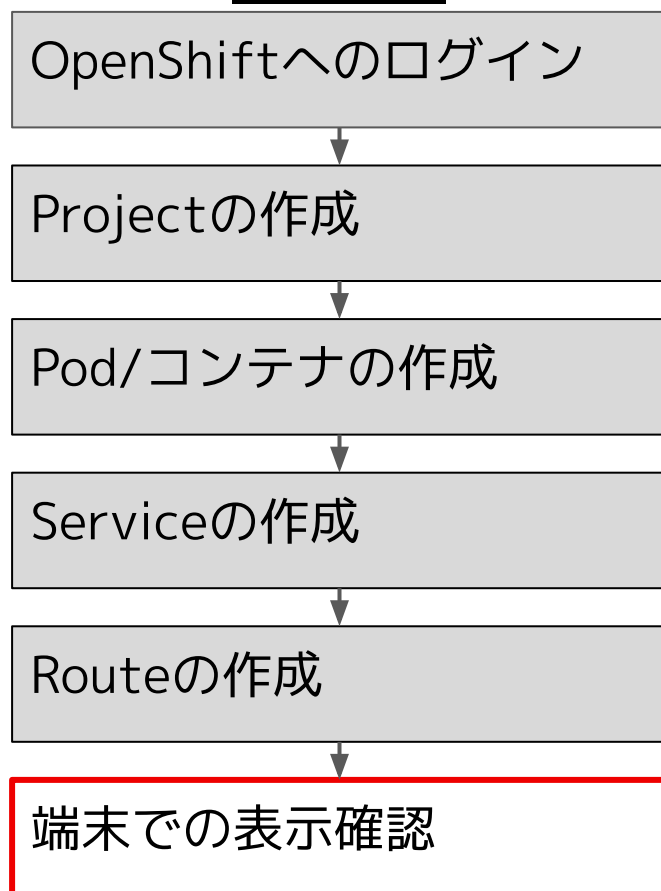 OpenShiftへのログイン
Projectの作成
Pod/コンテナの作成
Serviceの作成
Routeの作成
端末での表示確認